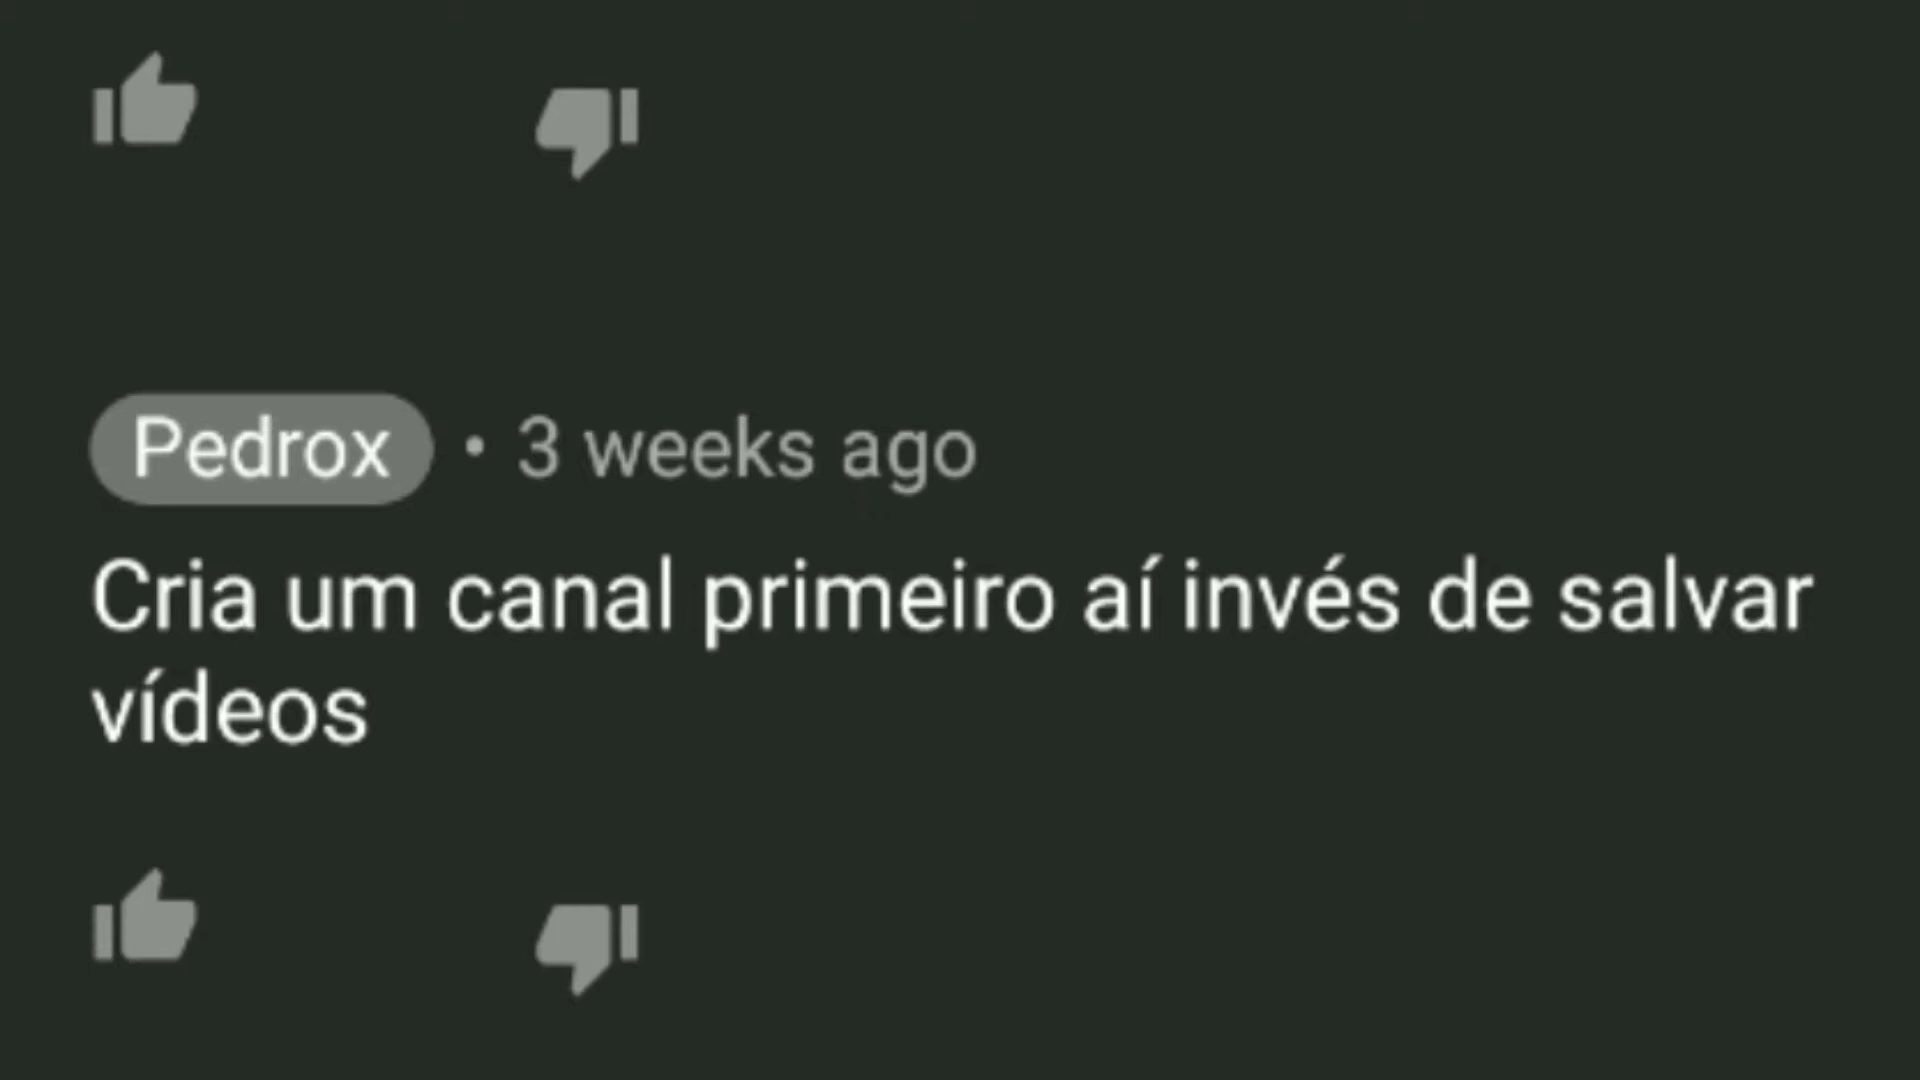 Pedrox • 3 weeks ago
Cria um canal primeiro aí invés de salvar
vídeos